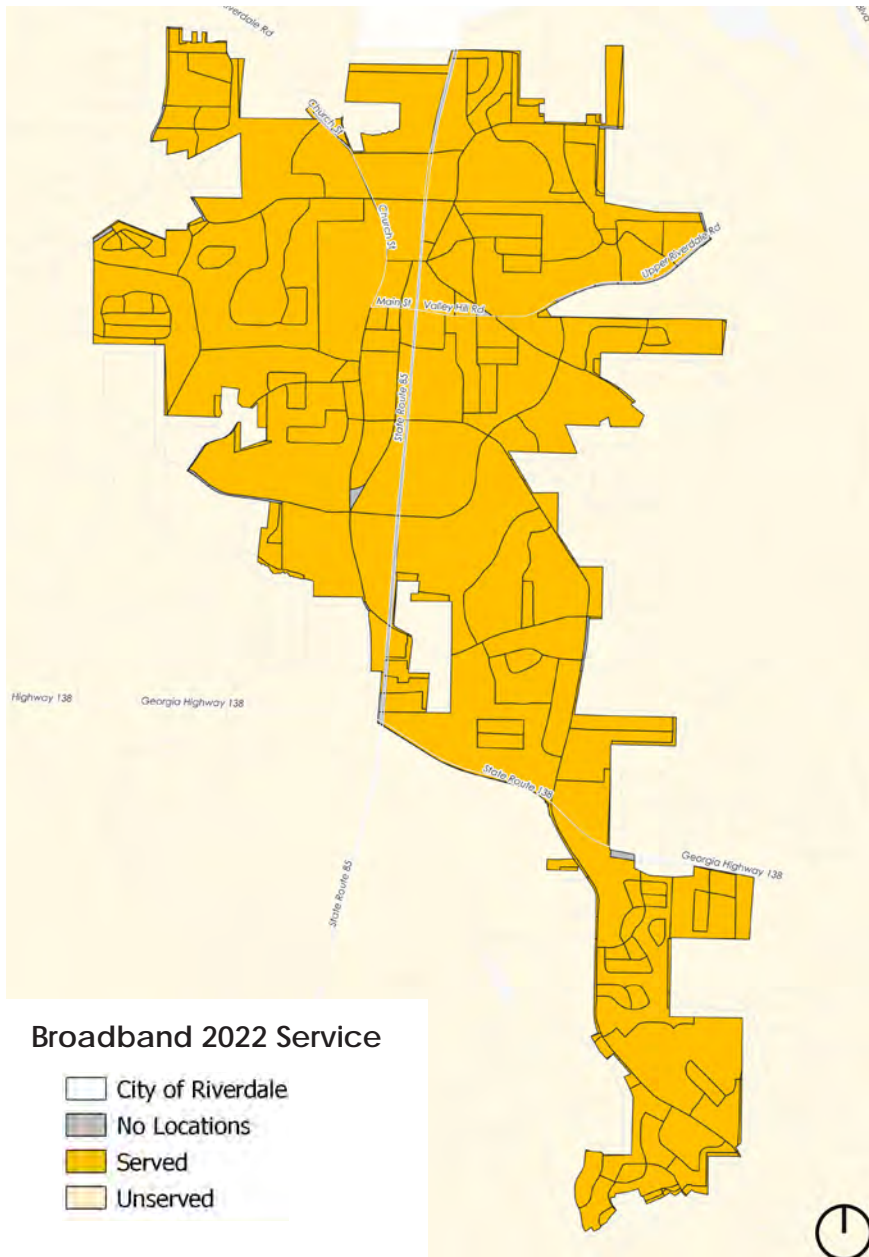 Riverdale Rd
Church St
Church St
Upper Riverdale Rd
Main St
Valley Hill Rd
State Route 85
Highway 138
Georgia Highway 138
State Route 138
Georgia Highway 138
State Route 85
Broadband 2022 Service
City of Riverdale
No Locations
Served
Unserved